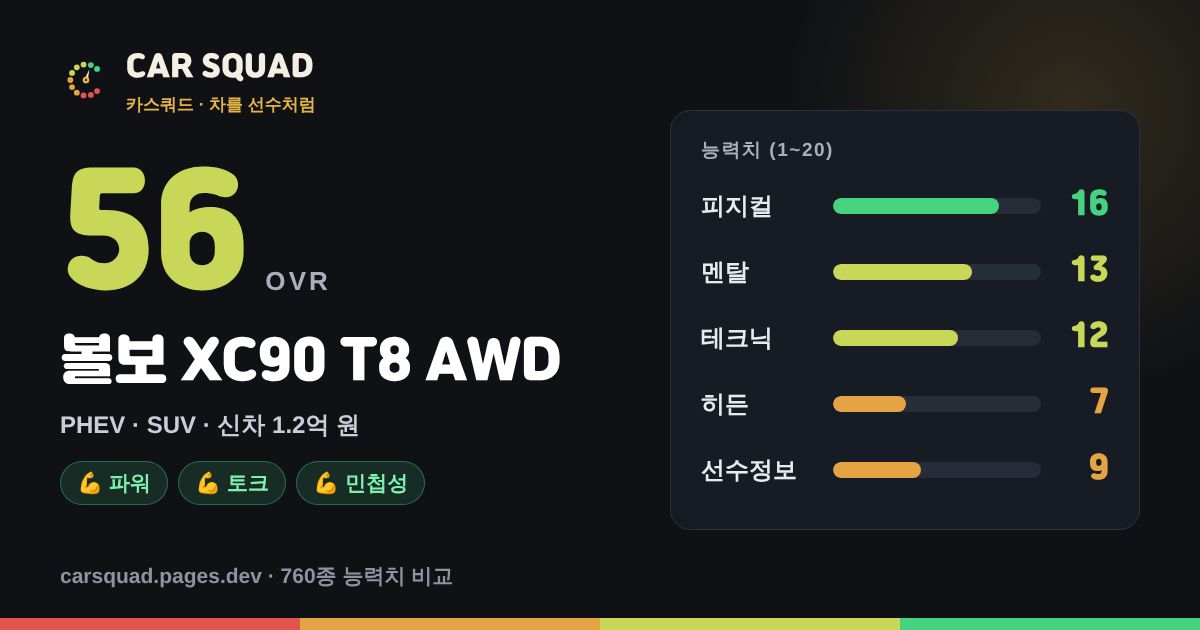 CAR SQUAD
카스쿼드 · 차를 선수처럼
56 OVR
볼보 XC90 T8 AWD
PHEV · SUV · 신차 1.2억 원
💪 파워 💪 토크 💪 민첩성
carsquad.pages.dev · 760종 능력치 비교
능력치 (1~20)
피지컬 16
멘탈 13
테크닉 12
히든 7
선수정보 9